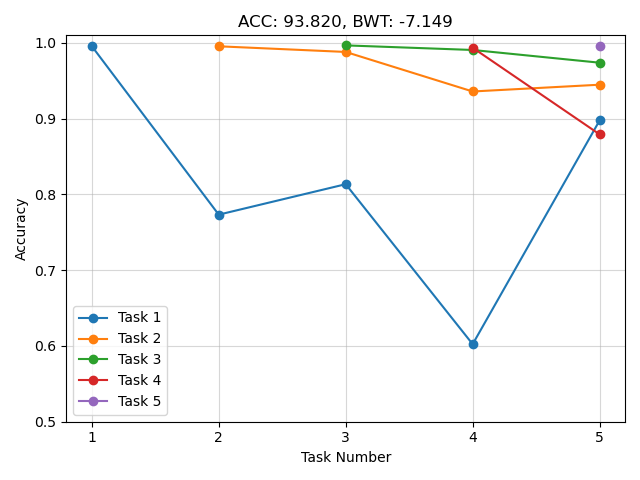 ACC: 93.820, BWT: -7.149
1.0
0.9
0.8
0.7
0.6
0.5
Accuracy
Task 1
Task 2
Task 3
Task 4
Task 5
1 2 3 4 5
Task Number